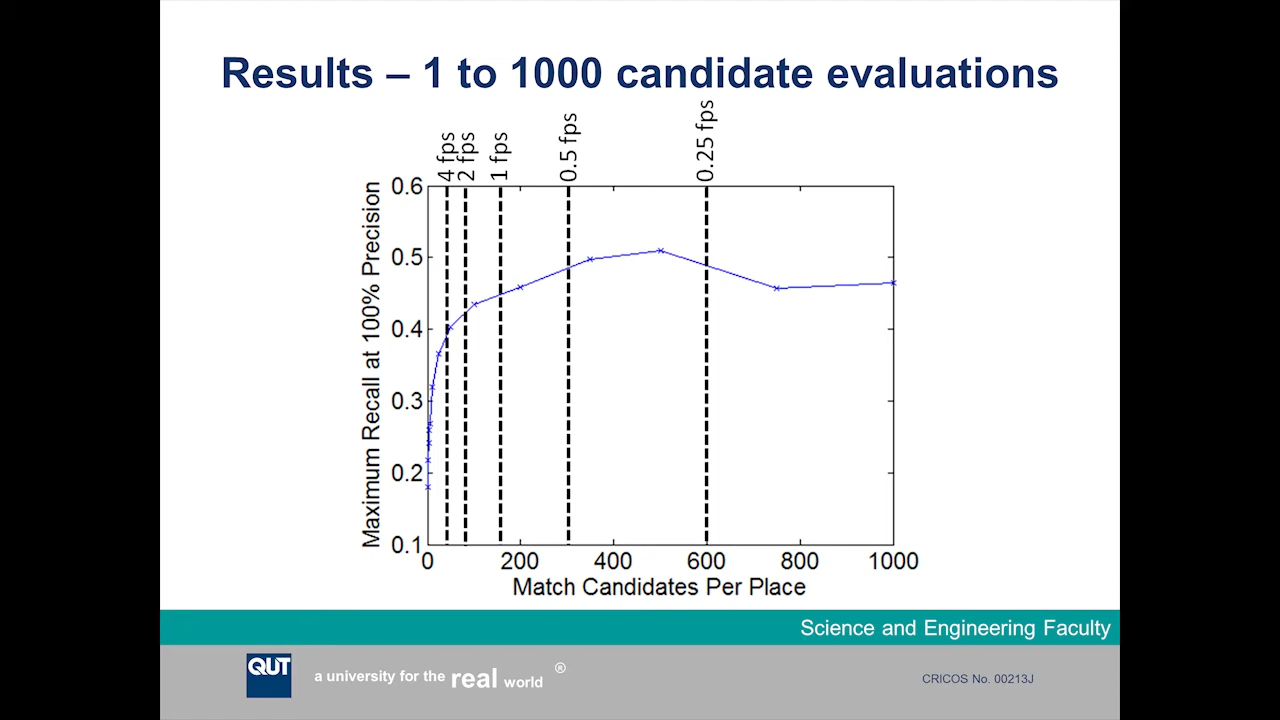 Results – 1 to 1000 candidate evaluations
4 fps
2 fps
1 fps
0.5 fps
0.25 fps
Maximum Recall at 100% Precision
0.6
0.5
0.4
0.3
0.2
0.1
0 200 400 600 800 1000
Match Candidates Per Place
Science and Engineering Faculty
QUT
a university for the real world ®
CRICOS No. 00213J